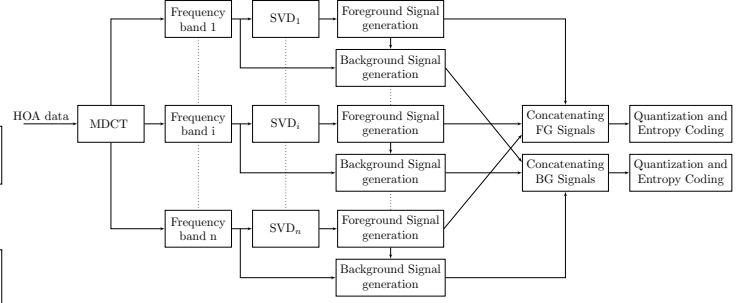 Frequency
band 1
SVD₁
Foreground Signal
generation
Background Signal
generation
HOA data
MDCT
Frequency
band i
SVDᵢ
Foreground Signal
generation
Concatenating
FG Signals
Quantization and
Entropy Coding
Background Signal
generation
Concatenating
BG Signals
Quantization and
Entropy Coding
Frequency
band n
SVDₙ
Foreground Signal
generation
Background Signal
generation